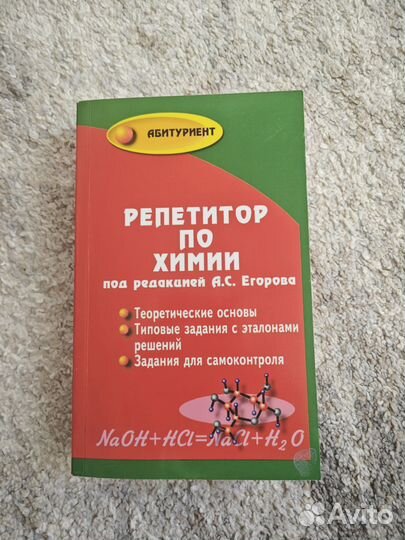 АБИТУРИЕНТ
РЕПЕТИТОР
ПО
ХИМИИ
под редакцией А.С. Егорова
Теоретические основы
Типовые задания с эталонами
решений
Задания для самоконтроля
NaOH+HCl=NaCl+H₂O
Avito